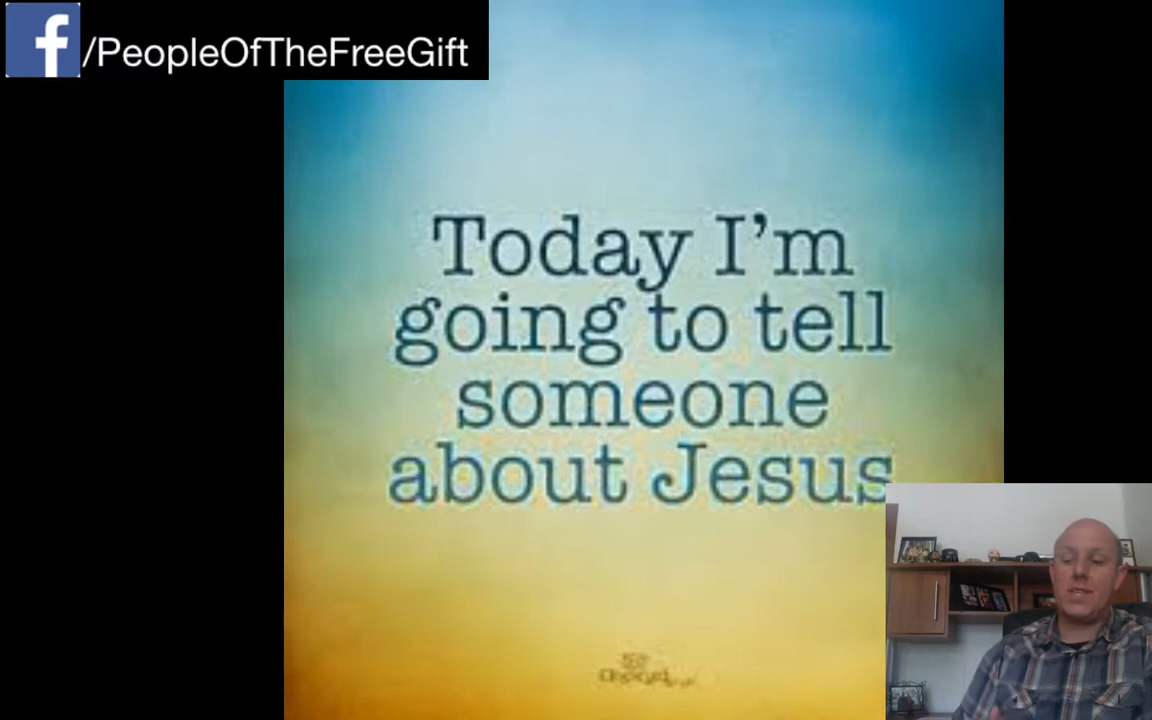 f/PeopleOfTheFreeGift
Today I'm
going to tell
someone
about Jesus